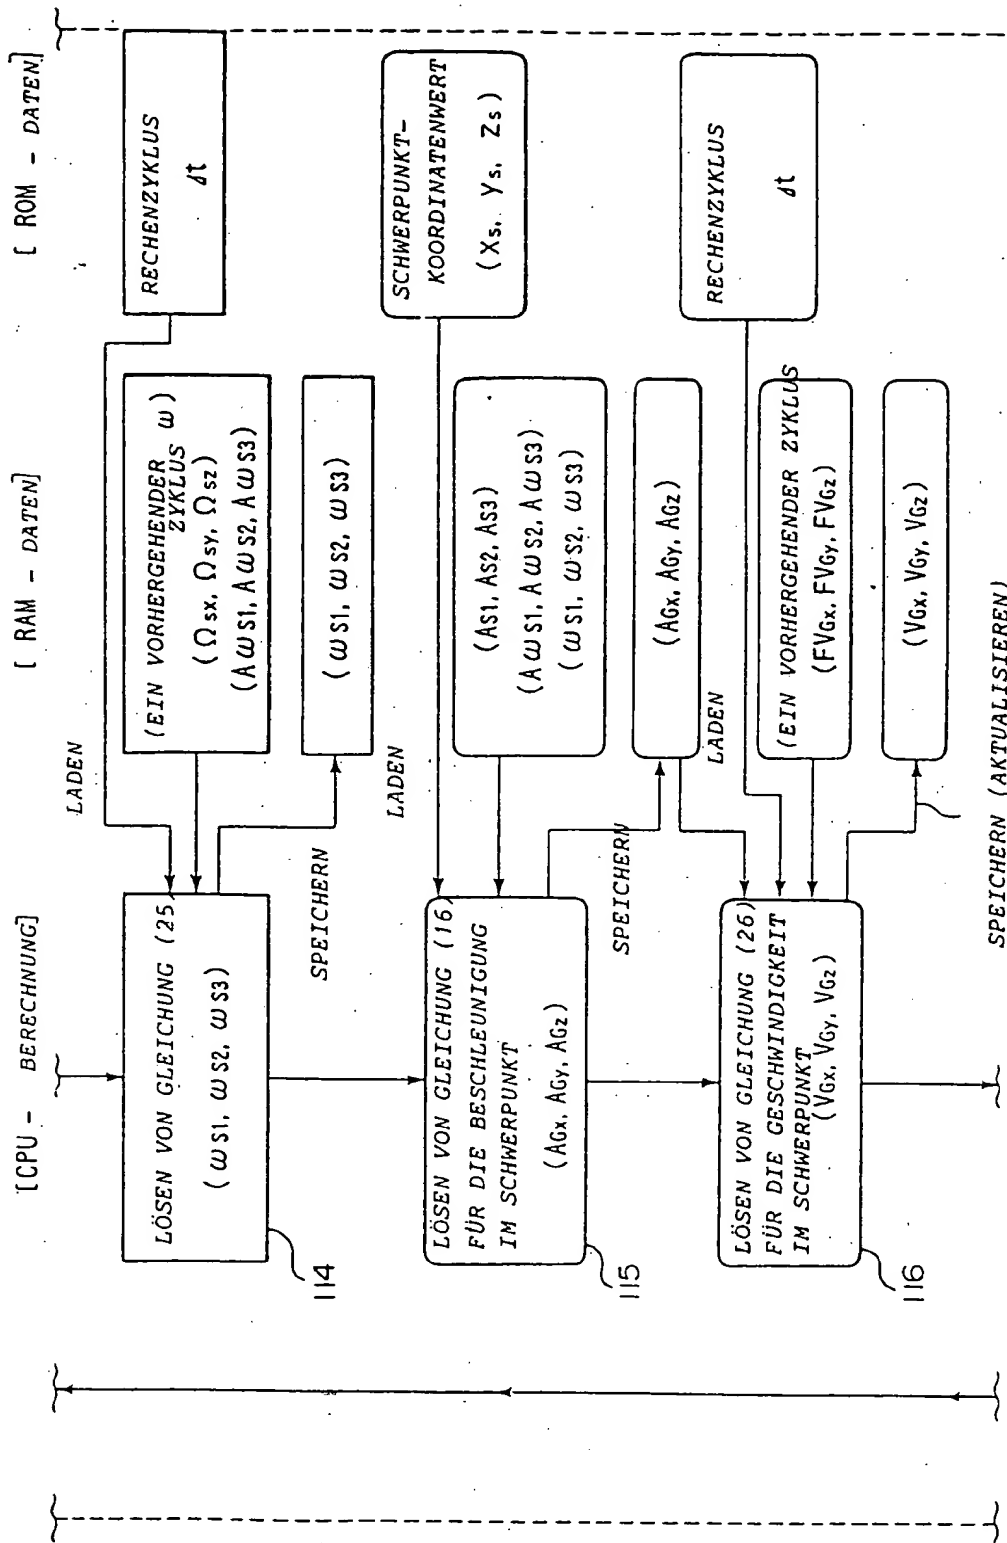 [CPU - BERECHNUNG]
[ RAM - DATEN]
[ ROM - DATEN]
LÖSEN VON GLEICHUNG (25)
(ωS1, ωS2, ωS3)
114
LADEN
(EIN VORHERGEHENDER
ZYKLUS ω)
(Ωsx, Ωsy, Ωsz)
(AωS1, AωS2, AωS3)
RECHENZYKLUS
Δt
SPEICHERN
(ωS1, ωS2, ωS3)
LADEN
LÖSEN VON GLEICHUNG (16)
FÜR DIE BESCHLEUNIGUNG
IM SCHWERPUNKT
(AGx, AGy, AGz)
115
(AS1, AS2, AS3)
(AωS1, AωS2, AωS3)
(ωS1, ωS2, ωS3)
SCHWERPUNKT-
KOORDINATENWERT
(Xs, Ys, Zs)
SPEICHERN
(AGx, AGy, AGz)
LADEN
LÖSEN VON GLEICHUNG (26)
FÜR DIE GESCHWINDIGKEIT
IM SCHWERPUNKT
(VGx, VGy, VGz)
116
(EIN VORHERGEHENDER ZYKLUS
(FVGx, FVGy, FVGz)
RECHENZYKLUS
Δt
(VGx, VGy, VGz)
SPEICHERN (AKTUALISIEREN)